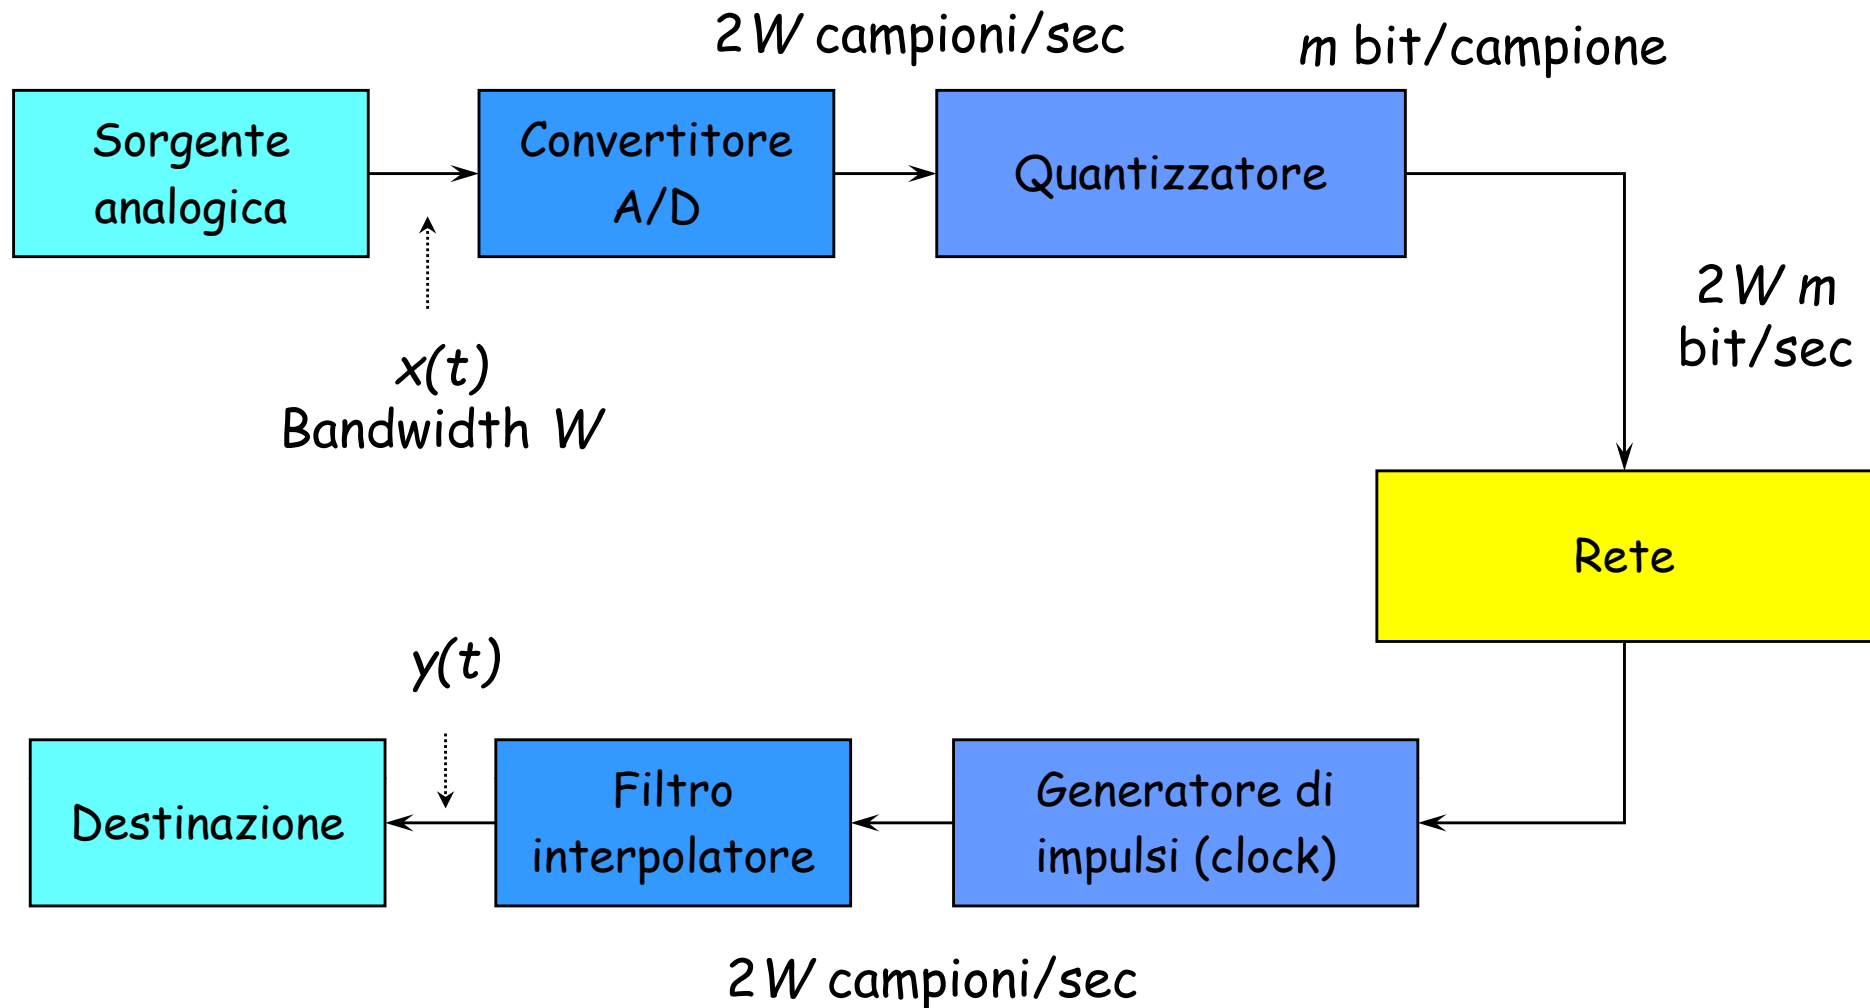 2W campioni/sec
m bit/campione
Sorgente
analogica
Convertitore
A/D
Quantizzatore
2W m
bit/sec
x(t)
Bandwidth W
Rete
y(t)
Destinazione
Filtro
interpolatore
Generatore di
impulsi (clock)
2W campioni/sec